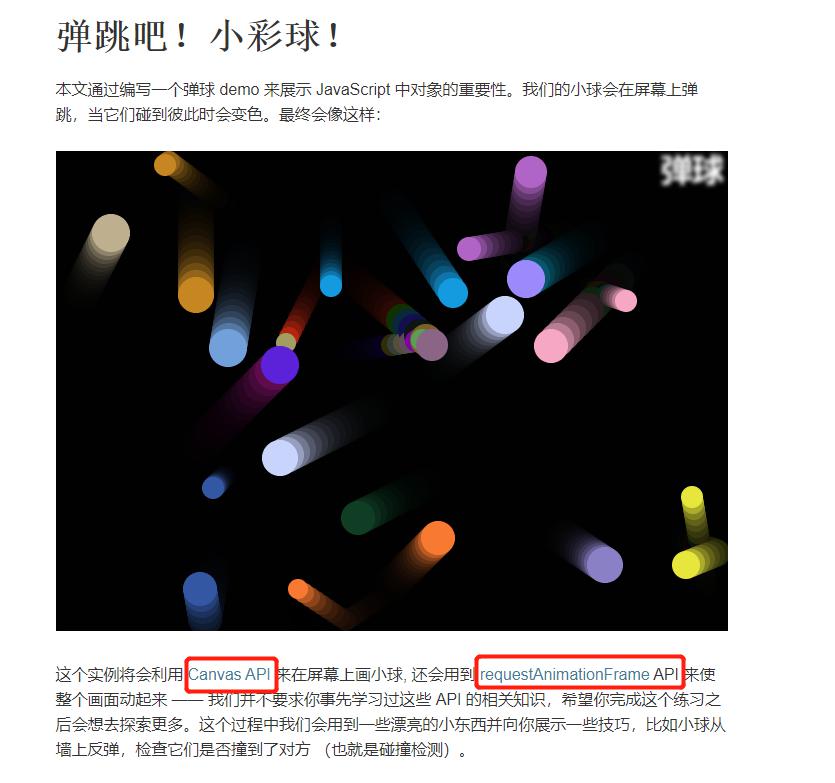 弹跳吧！小彩球！
本文通过编写一个弹球 demo 来展示 JavaScript 中对象的重要性。我们的小球会在屏幕上弹
跳，当它们碰到彼此时会变色。最终会像这样：
弹球
这个实例将会利用 Canvas API 来在屏幕上画小球, 还会用到 requestAnimationFrame API 来使
整个画面动起来 —— 我们并不要求你事先学习过这些 API 的相关知识，希望你完成这个练习之
后会想去探索更多。这个过程中我们会用到一些漂亮的小东西并向你展示一些技巧，比如小球从
墙上反弹，检查它们是否撞到了对方 （也就是碰撞检测）。